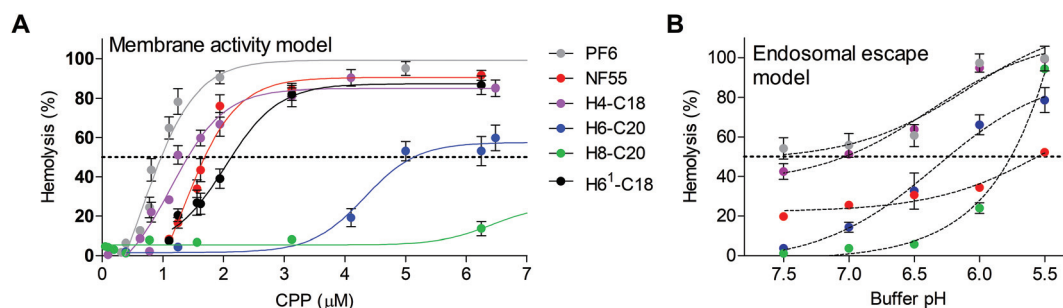 A
Membrane activity model
Hemolysis (%)
100
80
60
40
20
0
0
1
2
3
4
5
6
7
CPP (μM)
PF6
NF55
H4-C18
H6-C20
H8-C20
H6¹-C18
B
Endosomal escape
model
Hemolysis (%)
100
80
60
40
20
0
7.5
7.0
6.5
6.0
5.5
Buffer pH